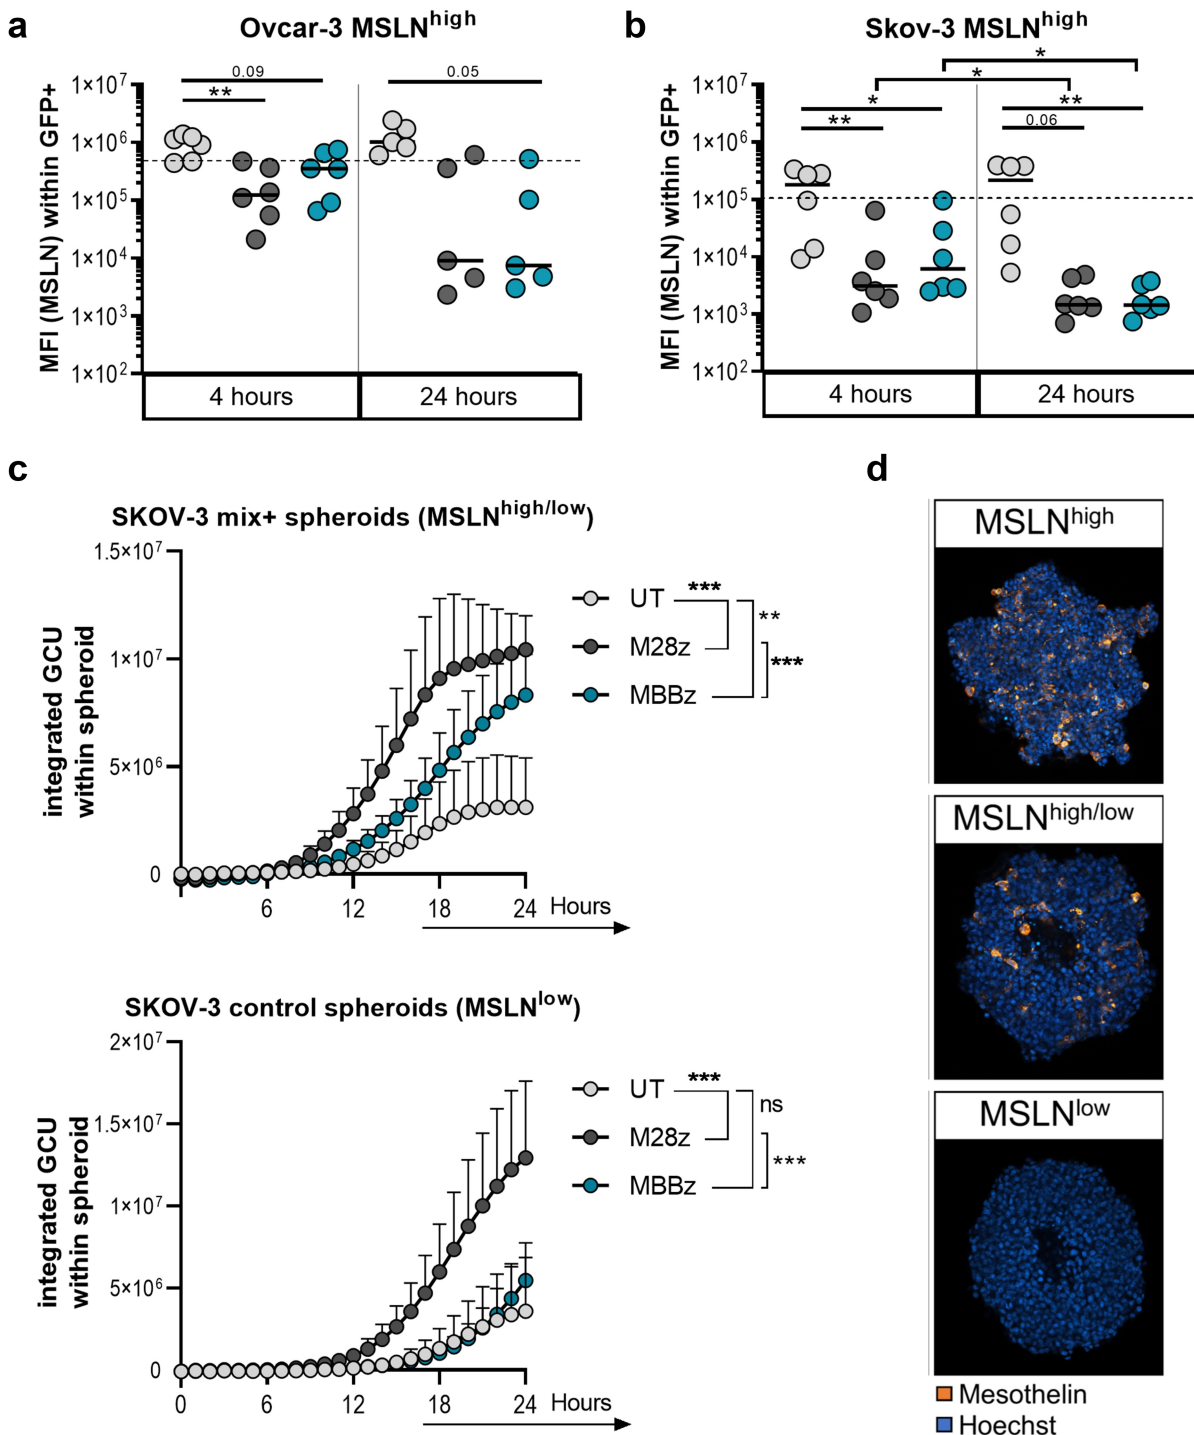 a
Ovcar-3 MSLNhigh
MFI (MSLN) within GFP+
1×10⁷
1×10⁶
1×10⁵
1×10⁴
1×10³
1×10²
0.09
**
0.05
4 hours
24 hours
b
Skov-3 MSLNhigh
MFI (MSLN) within GFP+
1×10⁷
1×10⁶
1×10⁵
1×10⁴
1×10³
1×10²
*
*
*
**
**
0.06
4 hours
24 hours
c
SKOV-3 mix+ spheroids (MSLNhigh/low)
integrated GCU
within spheroid
1.5×10⁷
1×10⁷
5×10⁶
0
6
12
18
24
Hours
UT
M28z
MBBz
***
**
***
SKOV-3 control spheroids (MSLNlow)
integrated GCU
within spheroid
2×10⁷
1.5×10⁷
1×10⁷
5×10⁶
0
0
6
12
18
24
Hours
UT
M28z
MBBz
***
ns
***
d
MSLNhigh
MSLNhigh/low
MSLNlow
Mesothelin
Hoechst